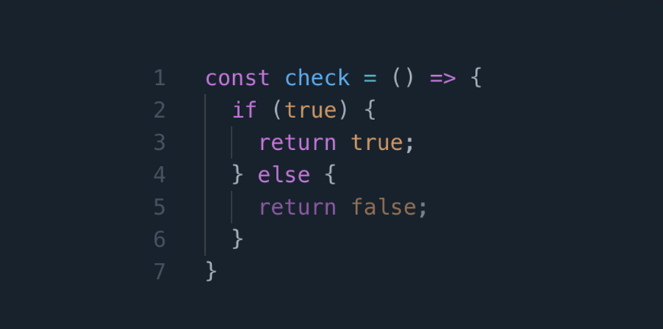 1 const check = () => {
2 if (true) {
3 return true;
4 } else {
5 return false;
6 }
7 }